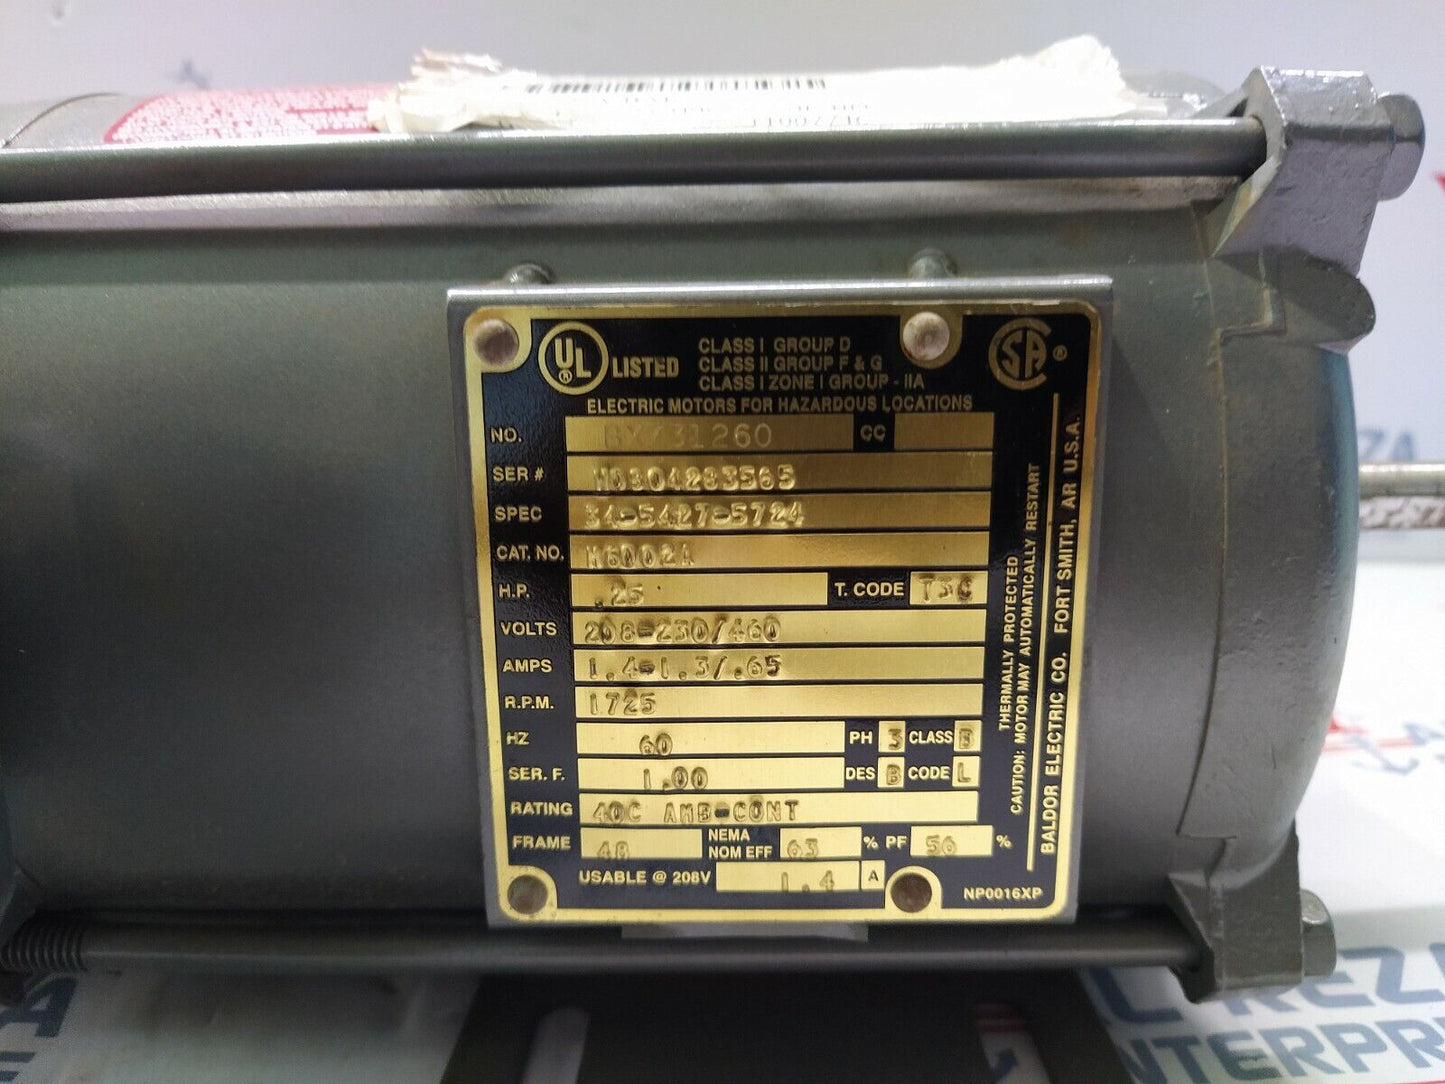 UL
®
LISTED
CLASS I GROUP D
CLASS II GROUP F & G
CLASS I ZONE I GROUP - IIA
SA ®
ELECTRIC MOTORS FOR HAZARDOUS LOCATIONS
NO. 31260 CC
SER #
SPEC 34-5427-5724
CAT. NO. M6002A
H.P. .25 T. CODE T3C
VOLTS 208-230/460
AMPS 1.4-1.3/.65
R.P.M. 1725
HZ 60 PH 3 CLASS B
SER. F. 1.00 DES B CODE L
RATING 40C AMB-CONT
FRAME 48 NEMA NOM EFF 63 % PF 56 %
USABLE @ 208V 1.4 A
NP0016XP
THERMALLY PROTECTED
CAUTION: MOTOR MAY AUTOMATICALLY RESTART
BALDOR ELECTRIC CO. FORT SMITH, AR U.S.A.
REZA